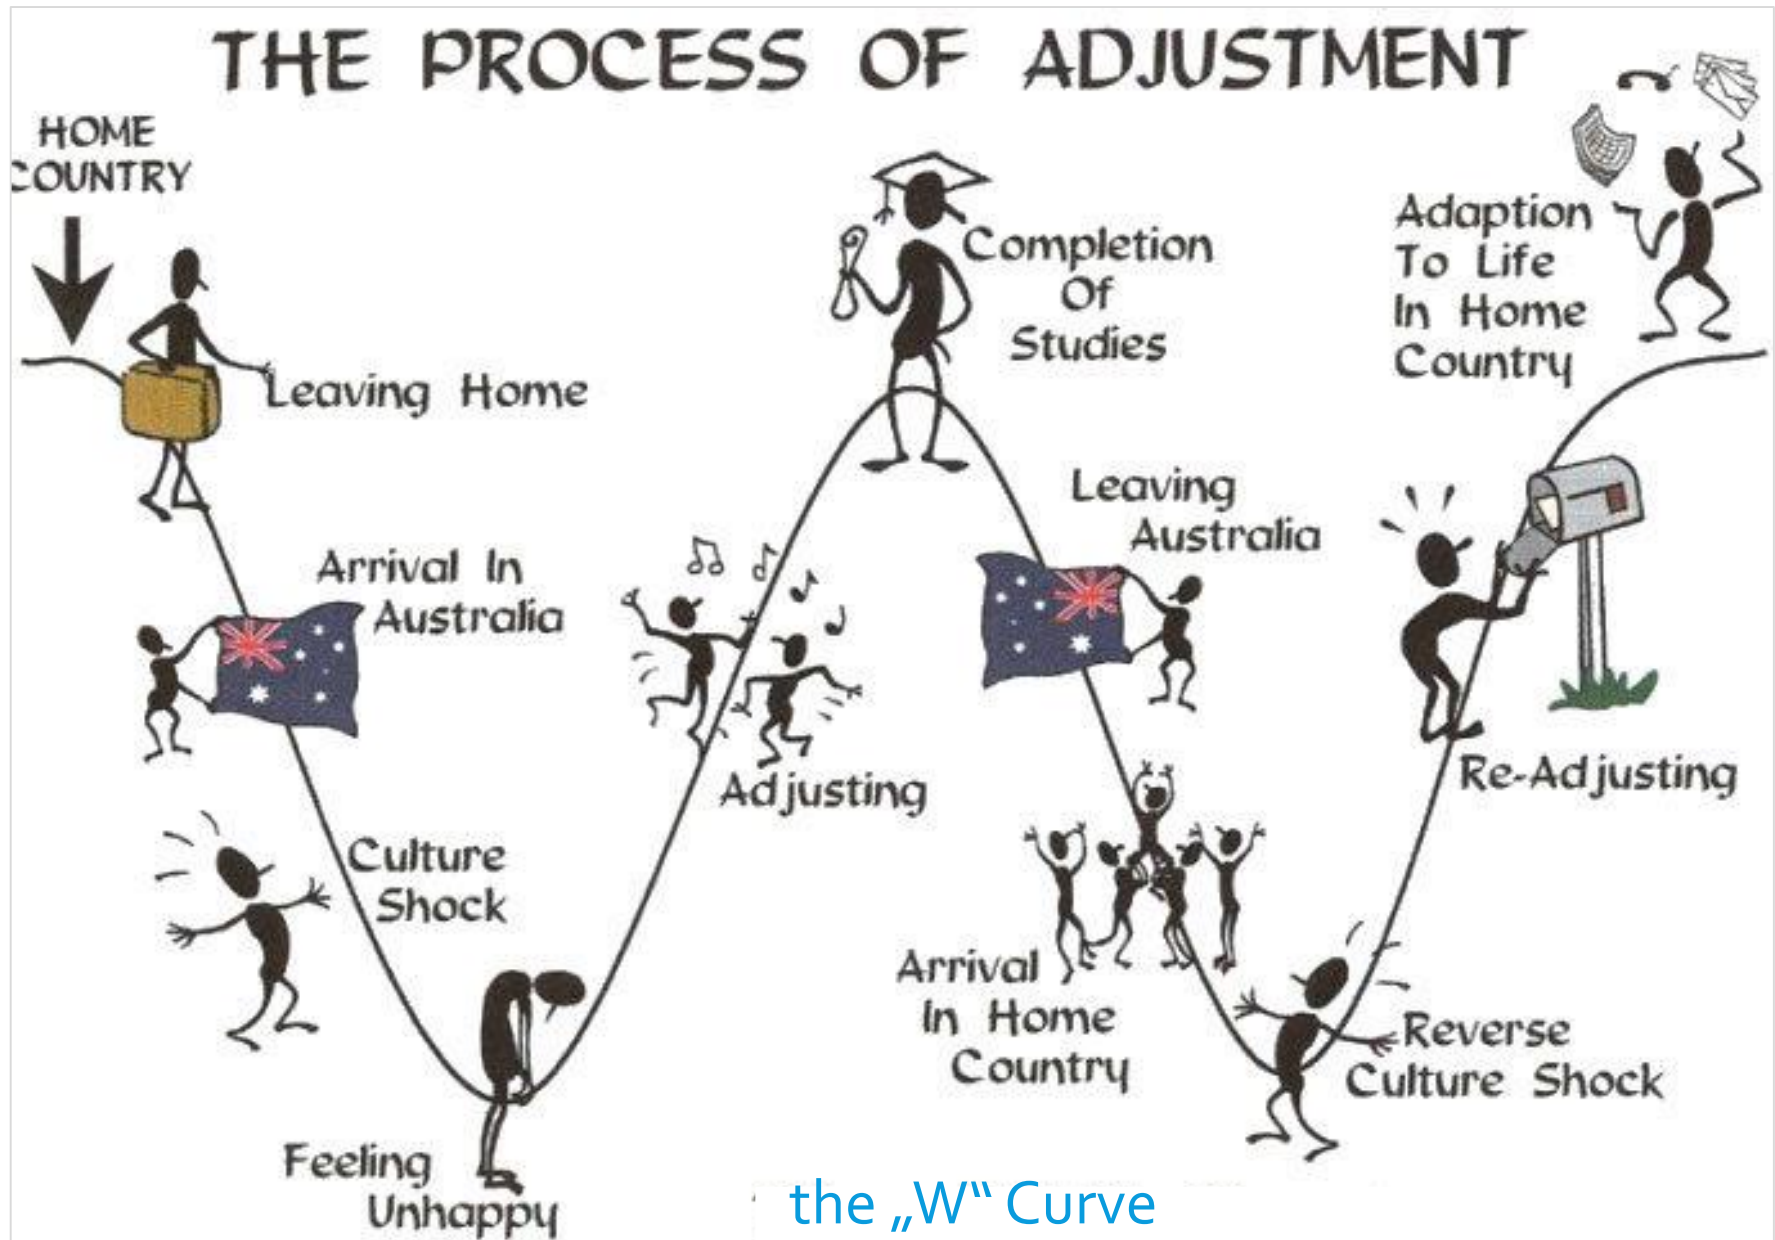 THE PROCESS OF ADJUSTMENT
HOME
COUNTRY
Leaving Home
Arrival In
Australia
Culture
Shock
Feeling
Unhappy
Adjusting
Completion
Of
Studies
Leaving
Australia
Arrival
In Home
Country
Reverse
Culture Shock
Re-Adjusting
Adaption
To Life
In Home
Country
the „W“ Curve